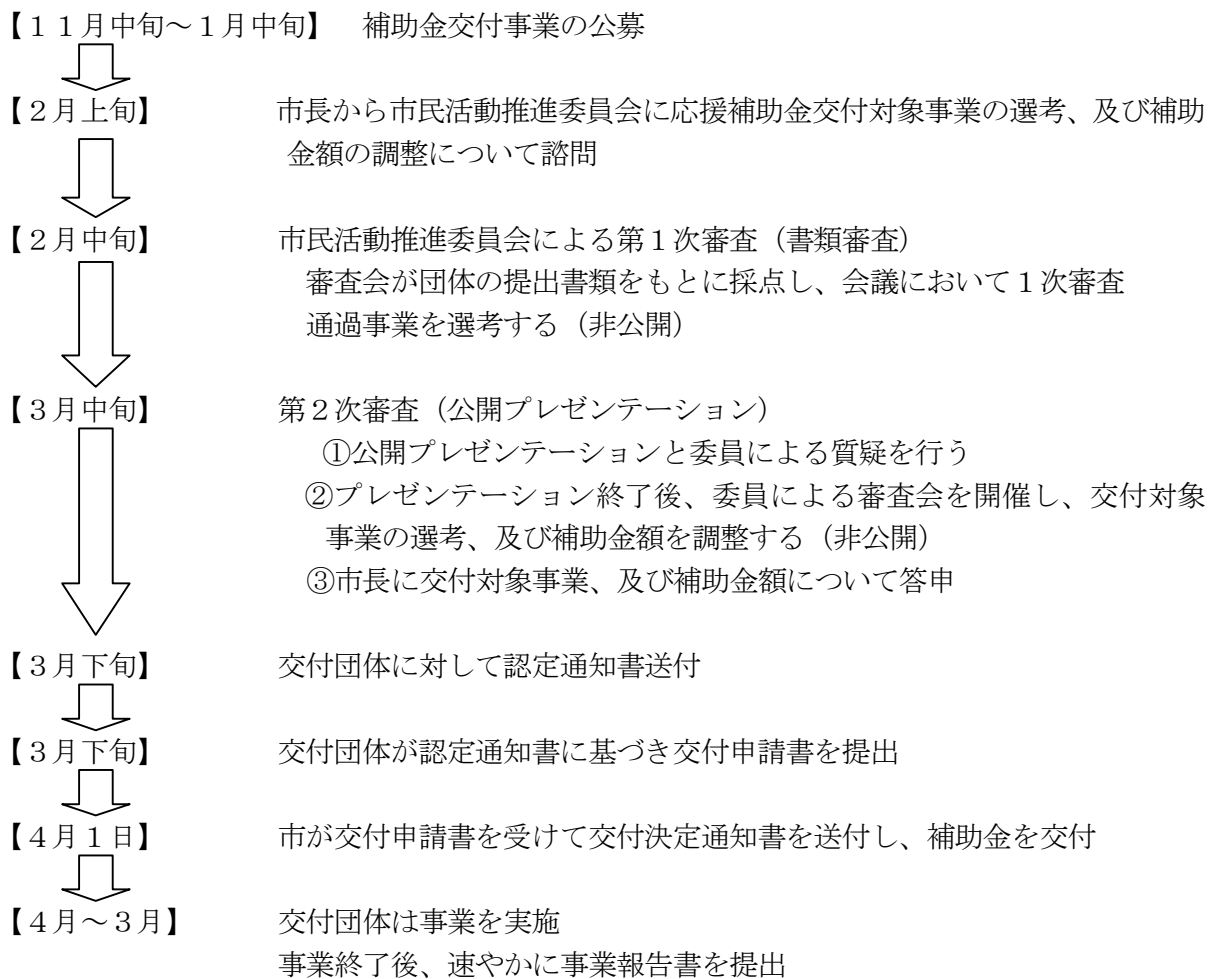 【１１月中旬～１月中旬】　補助金交付事業の公募
【２月上旬】　市長から市民活動推進委員会に応援補助金交付対象事業の選考、及び補助
金額の調整について諮問
【２月中旬】　市民活動推進委員会による第１次審査（書類審査）
審査会が団体の提出書類をもとに採点し、会議において１次審査
通過事業を選考する（非公開）
【３月中旬】　第２次審査（公開プレゼンテーション）
①公開プレゼンテーションと委員による質疑を行う
②プレゼンテーション終了後、委員による審査会を開催し、交付対象
事業の選考、及び補助金額を調整する（非公開）
③市長に交付対象事業、及び補助金額について答申
【３月下旬】　交付団体に対して認定通知書送付
【３月下旬】　交付団体が認定通知書に基づき交付申請書を提出
【４月１日】　市が交付申請書を受けて交付決定通知書を送付し、補助金を交付
【４月～３月】　交付団体は事業を実施
事業終了後、速やかに事業報告書を提出